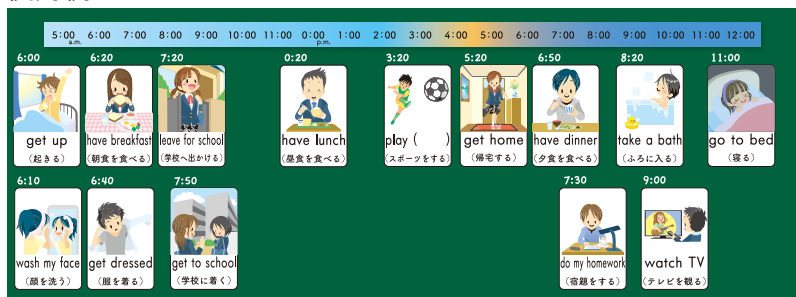 5:00 6:00 7:00 8:00 9:00 10:00 11:00 0:00 1:00 2:00 3:00 4:00 5:00 6:00 7:00 8:00 9:00 10:00 11:00 12:00
a.m. p.m.
6:00
get up
(起きる)
6:20
have breakfast
(朝食を食べる)
7:20
leave for school
(学校へ出かける)
0:20
have lunch
(昼食を食べる)
3:20
play ( )
(スポーツをする)
5:20
get home
(帰宅する)
6:50
have dinner
(夕食を食べる)
8:20
take a bath
(ふろに入る)
11:00
go to bed
(寝る)
6:10
wash my face
(顔を洗う)
6:40
get dressed
(服を着る)
7:50
get to school
(学校に着く)
7:30
do my homework
(宿題をする)
9:00
watch TV
(テレビを観る)